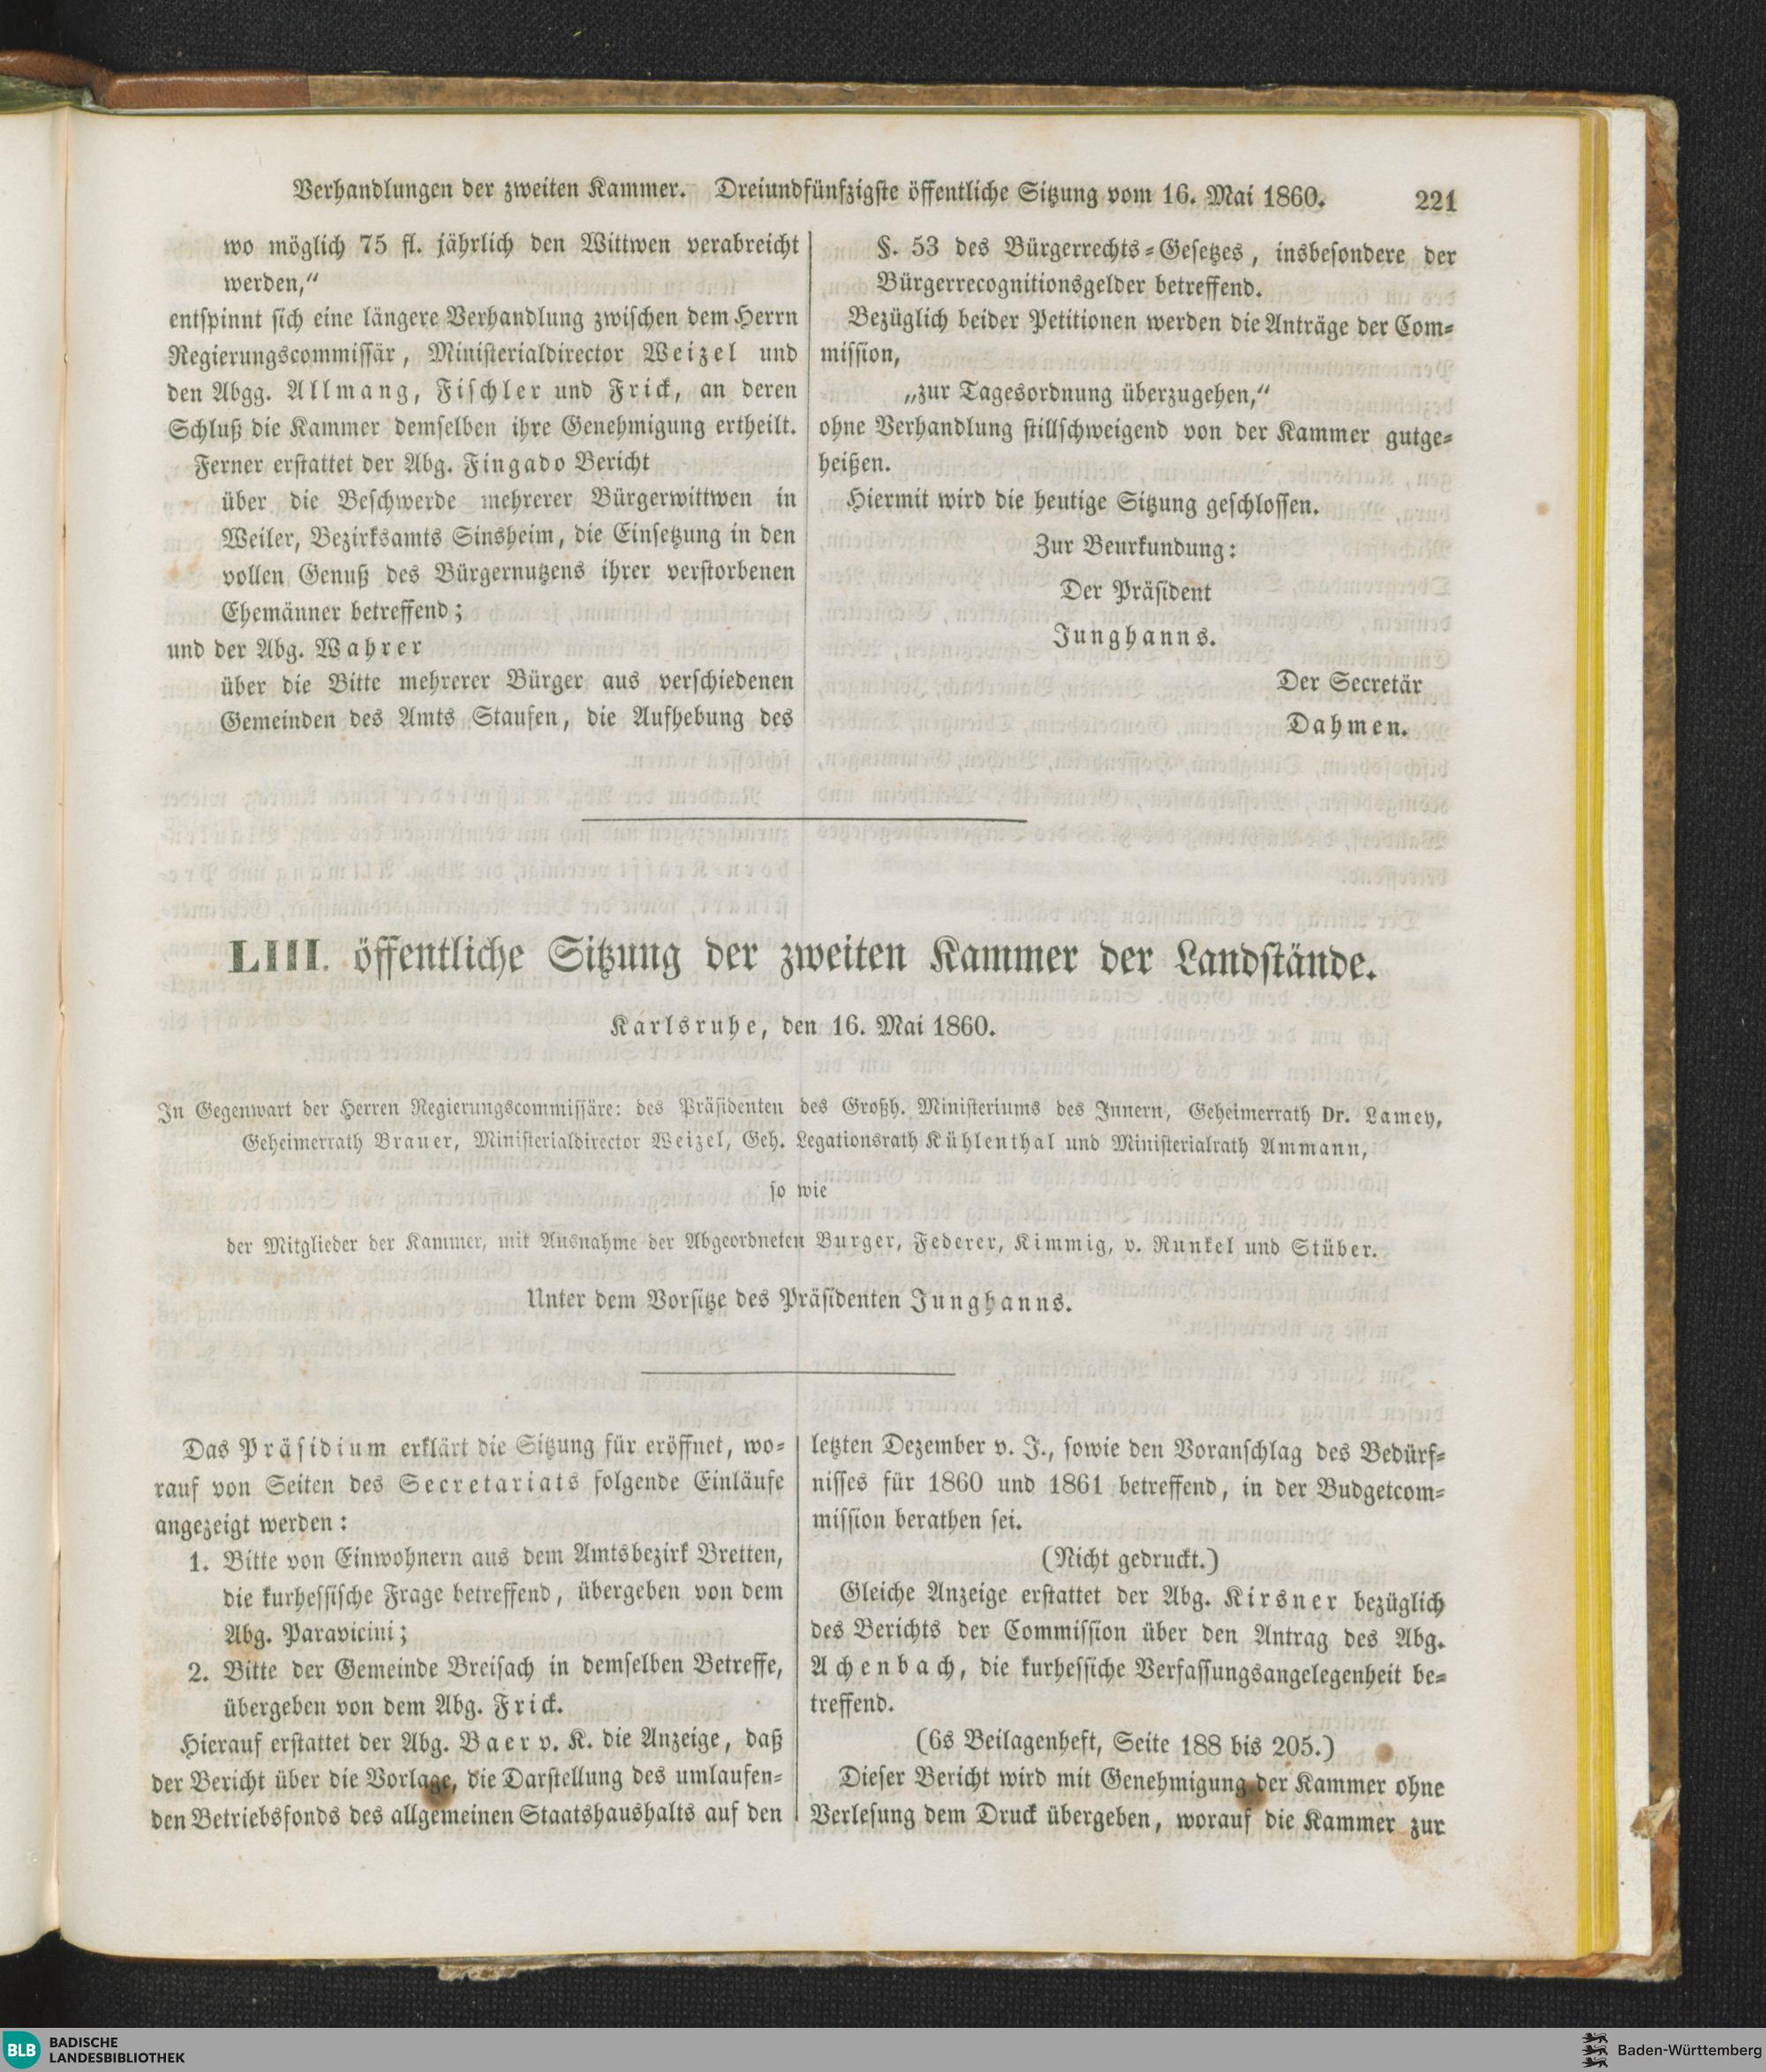 Verhandlungen der zweiten Kammer. Dreiundfünfzigste öffentliche Sitzung vom 16. Mai 1860. 221
wo möglich 75 fl. jährlich den Wittwen verabreicht
werden,“
entspinnt sich eine längere Verhandlung zwischen dem Herrn
Regierungscommissär, Ministerialdirector Weizel und
den Abgg. Allmang, Fischler und Frick, an deren
Schluß die Kammer demselben ihre Genehmigung ertheilt.
Ferner erstattet der Abg. Fingado Bericht
über die Beschwerde mehrerer Bürgerwittwen in
Weiler, Bezirksamts Sinsheim, die Einsetzung in den
vollen Genuß des Bürgernutzens ihrer verstorbenen
Ehemänner betreffend;
und der Abg. Wahrer
über die Bitte mehrerer Bürger aus verschiedenen
Gemeinden des Amts Staufen, die Aufhebung des
§. 53 des Bürgerrechts-Gesetzes, insbesondere der
Bürgerrecognitionsgelder betreffend.
Bezüglich beider Petitionen werden die Anträge der Com-
mission,
„zur Tagesordnung überzugehen,“
ohne Verhandlung stillschweigend von der Kammer gutge-
heißen.
Hiermit wird die heutige Sitzung geschlossen.
Zur Beurkundung:
Der Präsident
Junghanns.
Der Secretär
Dahmen.
LIII. öffentliche Sitzung der zweiten Kammer der Landstände.
Karlsruhe, den 16. Mai 1860.
In Gegenwart der Herren Regierungscommissäre: des Präsidenten des Großh. Ministeriums des Innern, Geheimerrath Dr. Lamey,
Geheimerrath Brauer, Ministerialdirector Weizel, Geh. Legationsrath Kühlenthal und Ministerialrath Ammann,
so wie
der Mitglieder der Kammer, mit Ausnahme der Abgeordneten Burger, Federer, Kimmig, v. Runkel und Stüber.
Unter dem Vorsitze des Präsidenten Junghanns.
Das Präsidium erklärt die Sitzung für eröffnet, wo-
rauf von Seiten des Secretariats folgende Einläufe
angezeigt werden:
1. Bitte von Einwohnern aus dem Amtsbezirk Bretten,
die kurhessische Frage betreffend, übergeben von dem
Abg. Paravicini;
2. Bitte der Gemeinde Breisach in demselben Betreffe,
übergeben von dem Abg. Frick.
Hierauf erstattet der Abg. Baer v. K. die Anzeige, daß
der Bericht über die Vorlage, die Darstellung des umlaufen-
den Betriebsfonds des allgemeinen Staatshaushalts auf den
letzten Dezember v. J., sowie den Voranschlag des Bedürf-
nisses für 1860 und 1861 betreffend, in der Budgetcom-
mission berathen sei.
(Nicht gedruckt.)
Gleiche Anzeige erstattet der Abg. Kirsner bezüglich
des Berichts der Commission über den Antrag des Abg.
Achenbach, die kurhessiche Verfassungsangelegenheit be-
treffend.
(6s Beilagenheft, Seite 188 bis 205.)
Dieser Bericht wird mit Genehmigung der Kammer ohne
Verlesung dem Druck übergeben, worauf die Kammer zur
BLB BADISCHE
LANDESBIBLIOTHEK
Baden-Württemberg